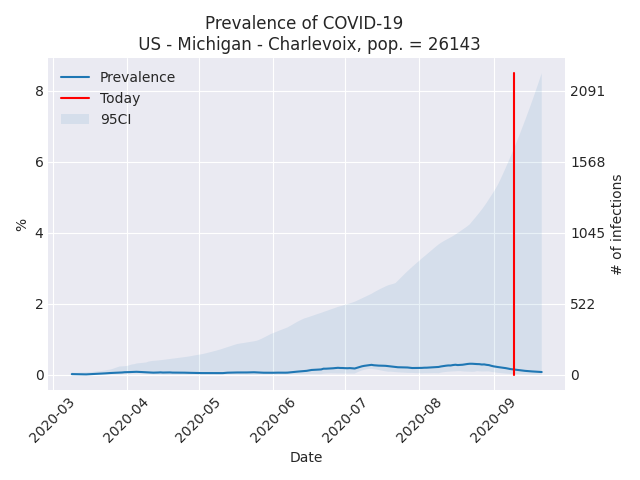 Prevalence of COVID-19
US - Michigan - Charlevoix, pop. = 26143
Prevalence
Today
95CI
8
6
4
2
0
%
2091
1568
1045
522
0
# of infections
2020-03
2020-04
2020-05
2020-06
2020-07
2020-08
2020-09
Date